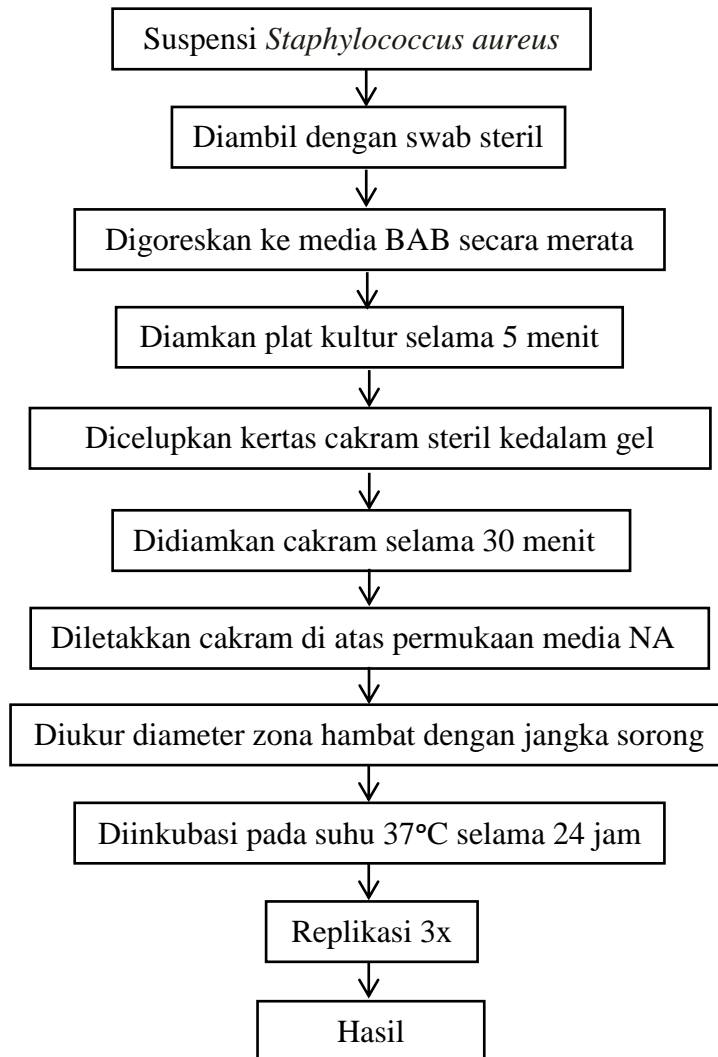 Suspensi Staphylococcus aureus
Diambil dengan swab steril
Digoreskan ke media BAB secara merata
Diamkan plat kultur selama 5 menit
Dicelupkan kertas cakram steril kedalam gel
Didiamkan cakram selama 30 menit
Diletakkan cakram di atas permukaan media NA
Diukur diameter zona hambat dengan jangka sorong
Diinkubasi pada suhu 37°C selama 24 jam
Replikasi 3x
Hasil